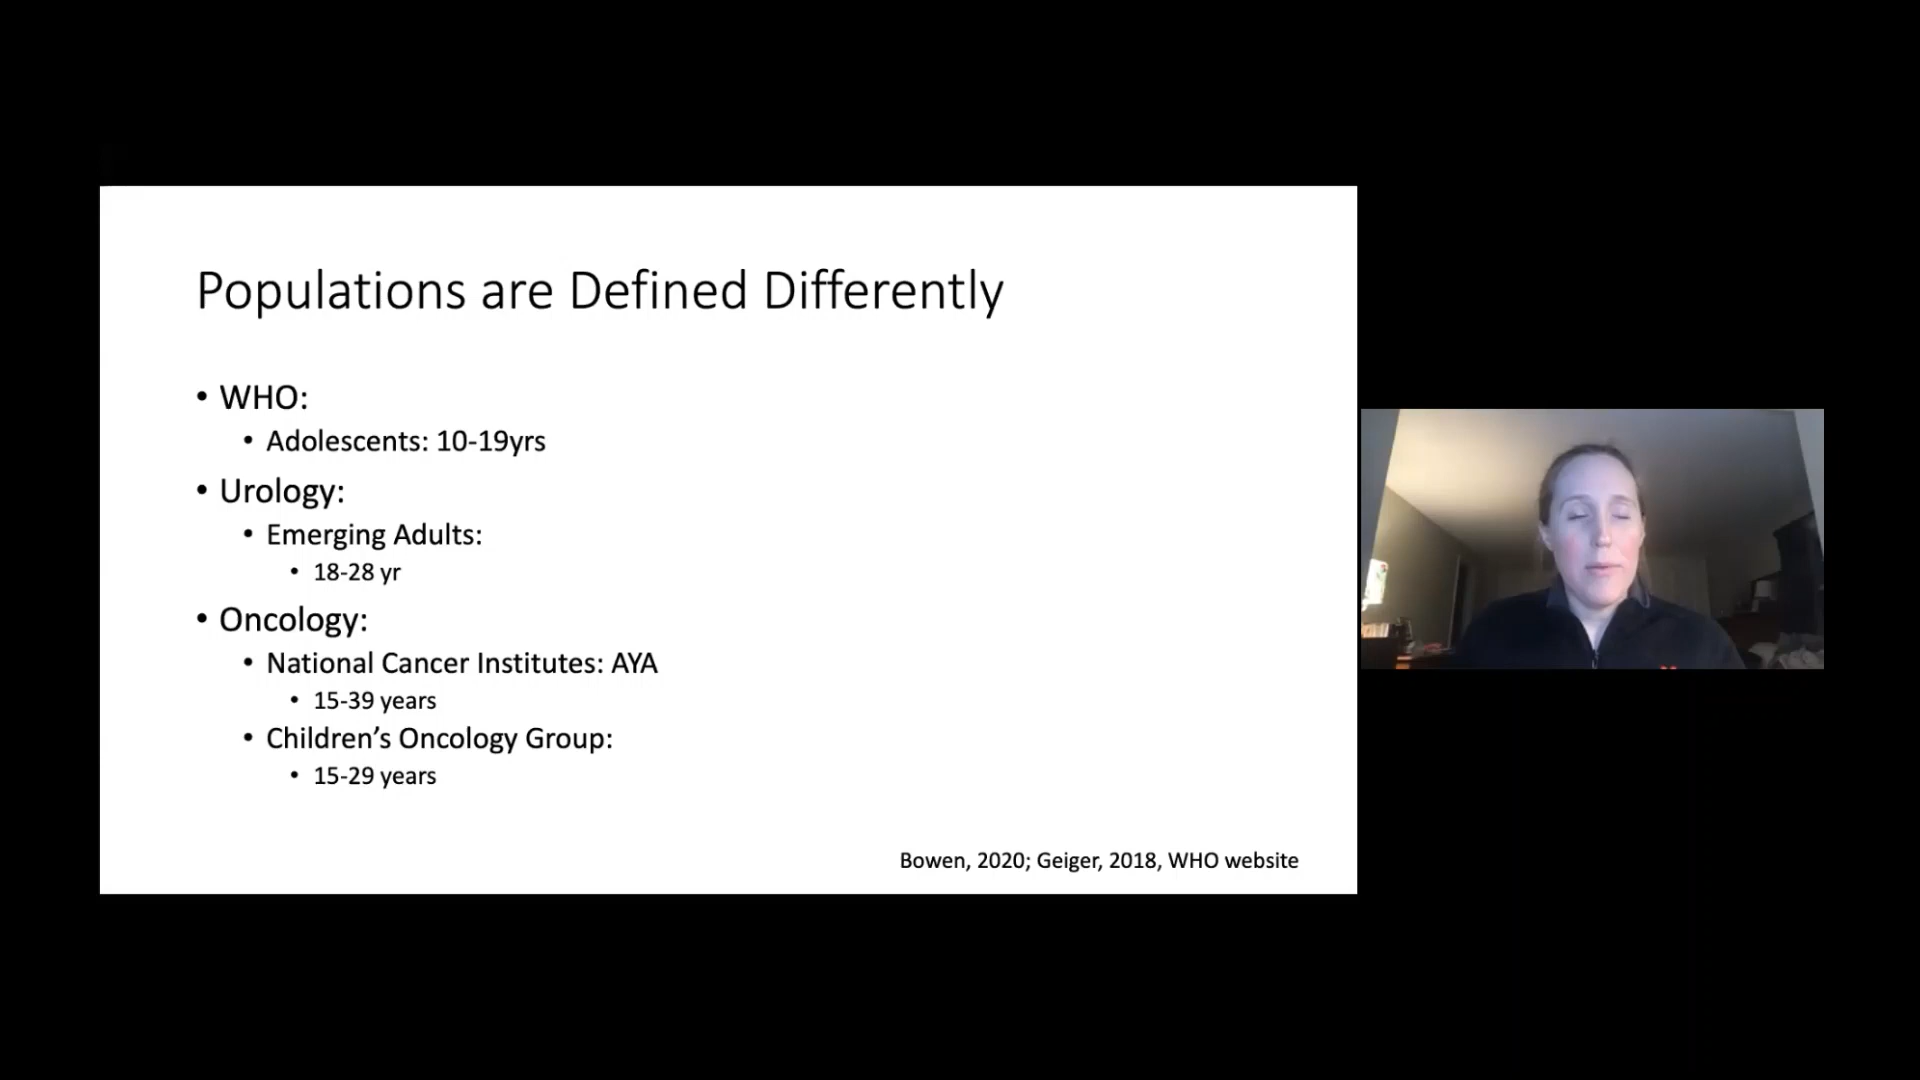 Populations are Defined Differently
• WHO:
• Adolescents: 10-19yrs
• Urology:
• Emerging Adults:
• 18-28 yr
• Oncology:
• National Cancer Institutes: AYA
• 15-39 years
• Children’s Oncology Group:
• 15-29 years
Bowen, 2020; Geiger, 2018, WHO website